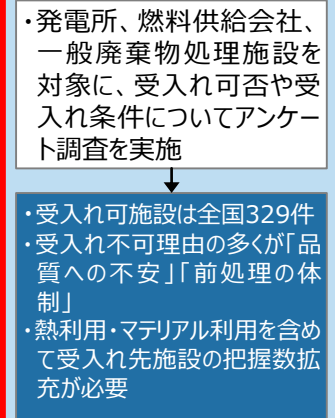 ・発電所、燃料供給会社、
一般廃棄物処理施設を
対象に、受入れ可否や受
入れ条件についてアンケー
ト調査を実施
・受入れ可施設は全国329件
・受入れ不可理由の多くが「品
質への不安」「前処理の体
制」
・熱利用・マテリアル利用を含め
て受入れ先施設の把握数拡
充が必要